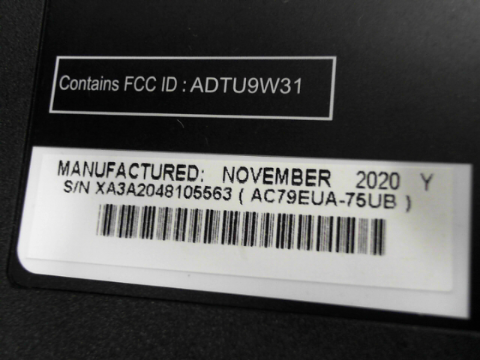 Contains FCC ID : ADTU9W31
MANUFACTURED: NOVEMBER 2020 Y
S/N XA3A2048105563 ( AC79EUA-75UB )